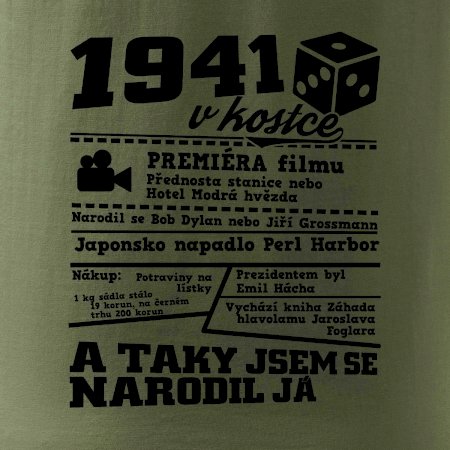 1941
v kostce
PREMIÉRA filmu
Přednosta stanice nebo
Hotel Modrá hvězda
Narodil se Bob Dylan nebo Jiří Grossmann
Japonsko napadlo Perl Harbor
Nákup: Potraviny na
lístky
1 kg sádla stálo
19 korun, na černém
trhu 200 korun
Prezidentem byl
Emil Hácha
Vychází kniha Záhada
hlavolamu Jaroslava
Foglara
A TAKY JSEM SE
NARODIL JÁ